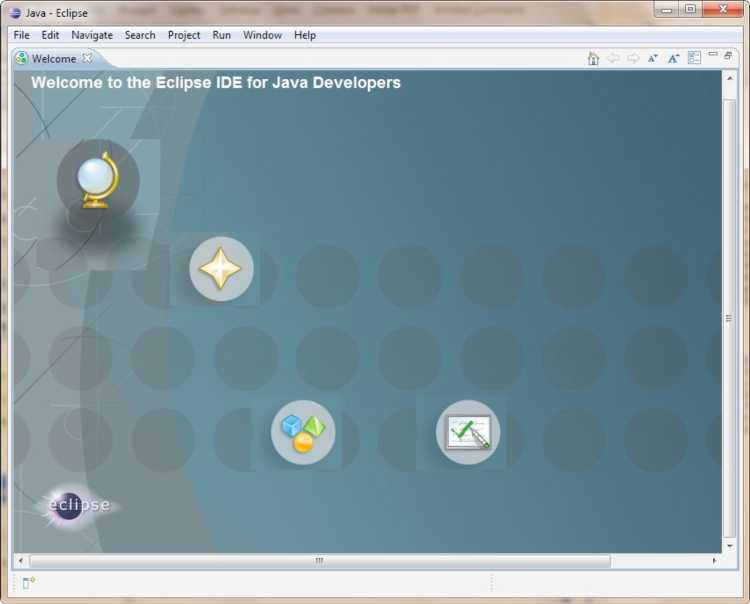 Java - Eclipse
File Edit Navigate Search Project Run Window Help
Welcome
Welcome to the Eclipse IDE for Java Developers
eclipse